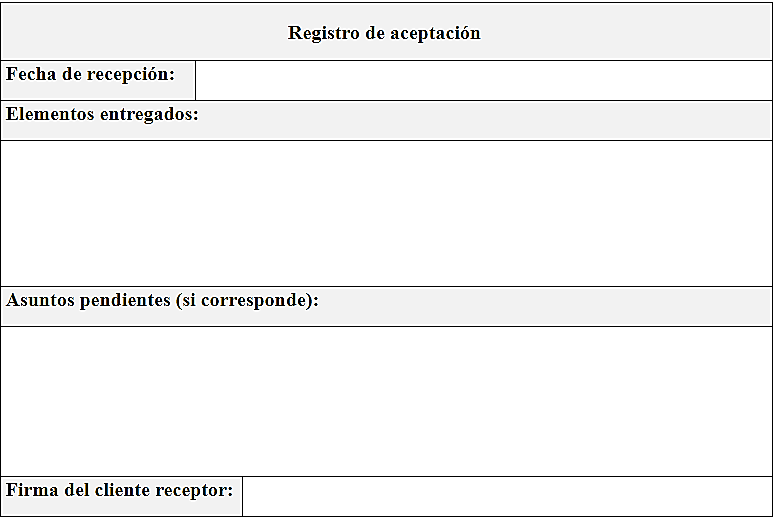 Registro de aceptación
Fecha de recepción:
Elementos entregados:
Asuntos pendientes (si corresponde):
Firma del cliente receptor: